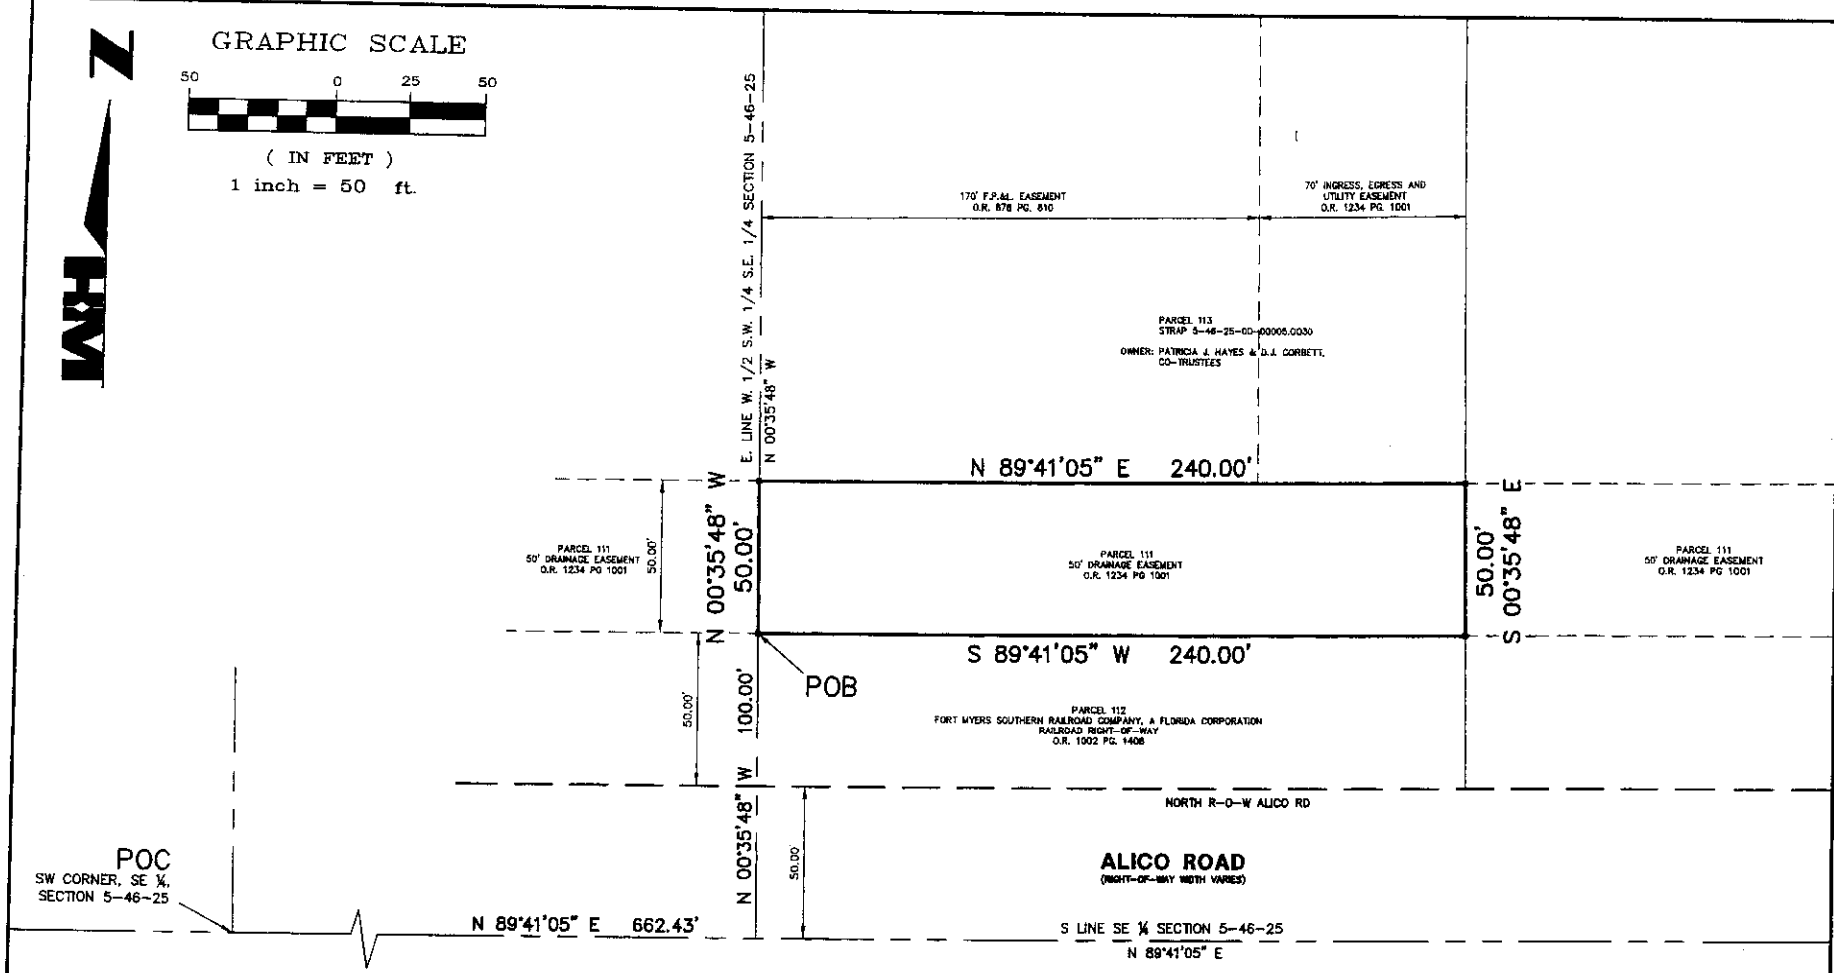 Z
HM
GRAPHIC SCALE
50 0 25 50
( IN FEET )
1 inch = 50 ft.
E. LINE W. 1/2 S.W. 1/4 S.E. 1/4 SECTION 5-46-25
N 00°35'48" W
170' F.P.&L. EASEMENT
O.R. 878 PG. 810
70' INGRESS, EGRESS AND
UTILITY EASEMENT
O.R. 1234 PG. 1001
PARCEL 113
STRAP 5-46-25-00-00005.0030
OWNER: PATRICIA J. HAYES & D.J. CORBETT,
CO-TRUSTEES
N 89°41'05" E 240.00'
N 00°35'48" W
50.00'
50.00'
PARCEL 111
50' DRAINAGE EASEMENT
O.R. 1234 PG 1001
PARCEL 111
50' DRAINAGE EASEMENT
O.R. 1234 PG 1001
50.00'
S 00°35'48" E
PARCEL 111
50' DRAINAGE EASEMENT
O.R. 1234 PG 1001
S 89°41'05" W 240.00'
POB
50.00'
N 00°35'48" W 100.00'
PARCEL 112
FORT MYERS SOUTHERN RAILROAD COMPANY, A FLORIDA CORPORATION
RAILROAD RIGHT-OF-WAY
O.R. 1002 PG. 1408
NORTH R-O-W ALICO RD
50.00'
ALICO ROAD
(RIGHT-OF-WAY WIDTH VARIES)
POC
SW CORNER, SE ¼,
SECTION 5-46-25
N 89°41'05" E 662.43'
S LINE SE ¼ SECTION 5-46-25
N 89°41'05" E